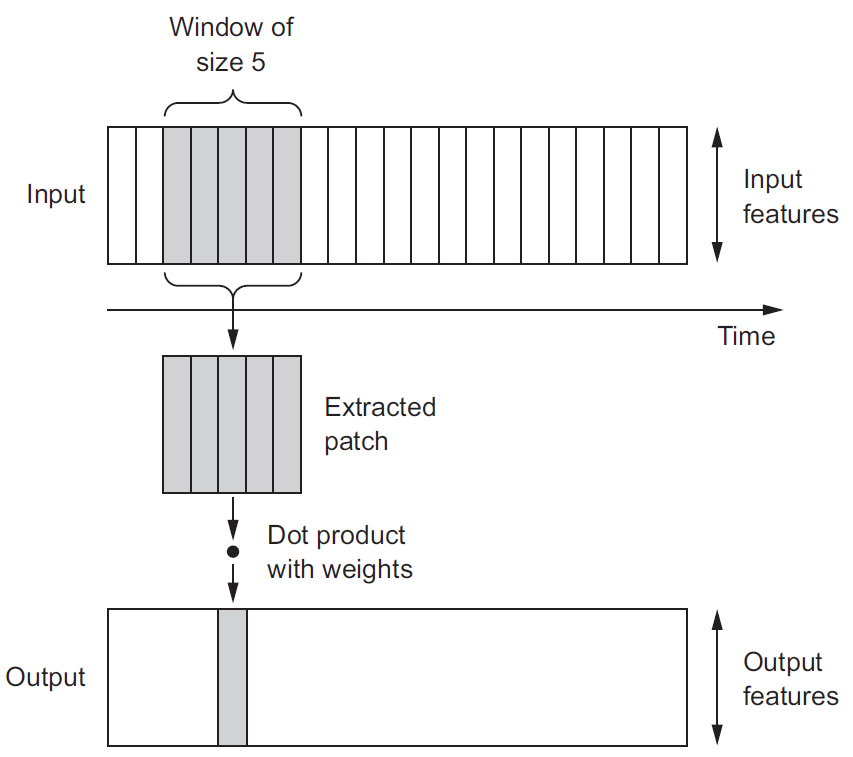 Window of
size 5
Input
Input
features
Time
Extracted
patch
Dot product
with weights
Output
Output
features